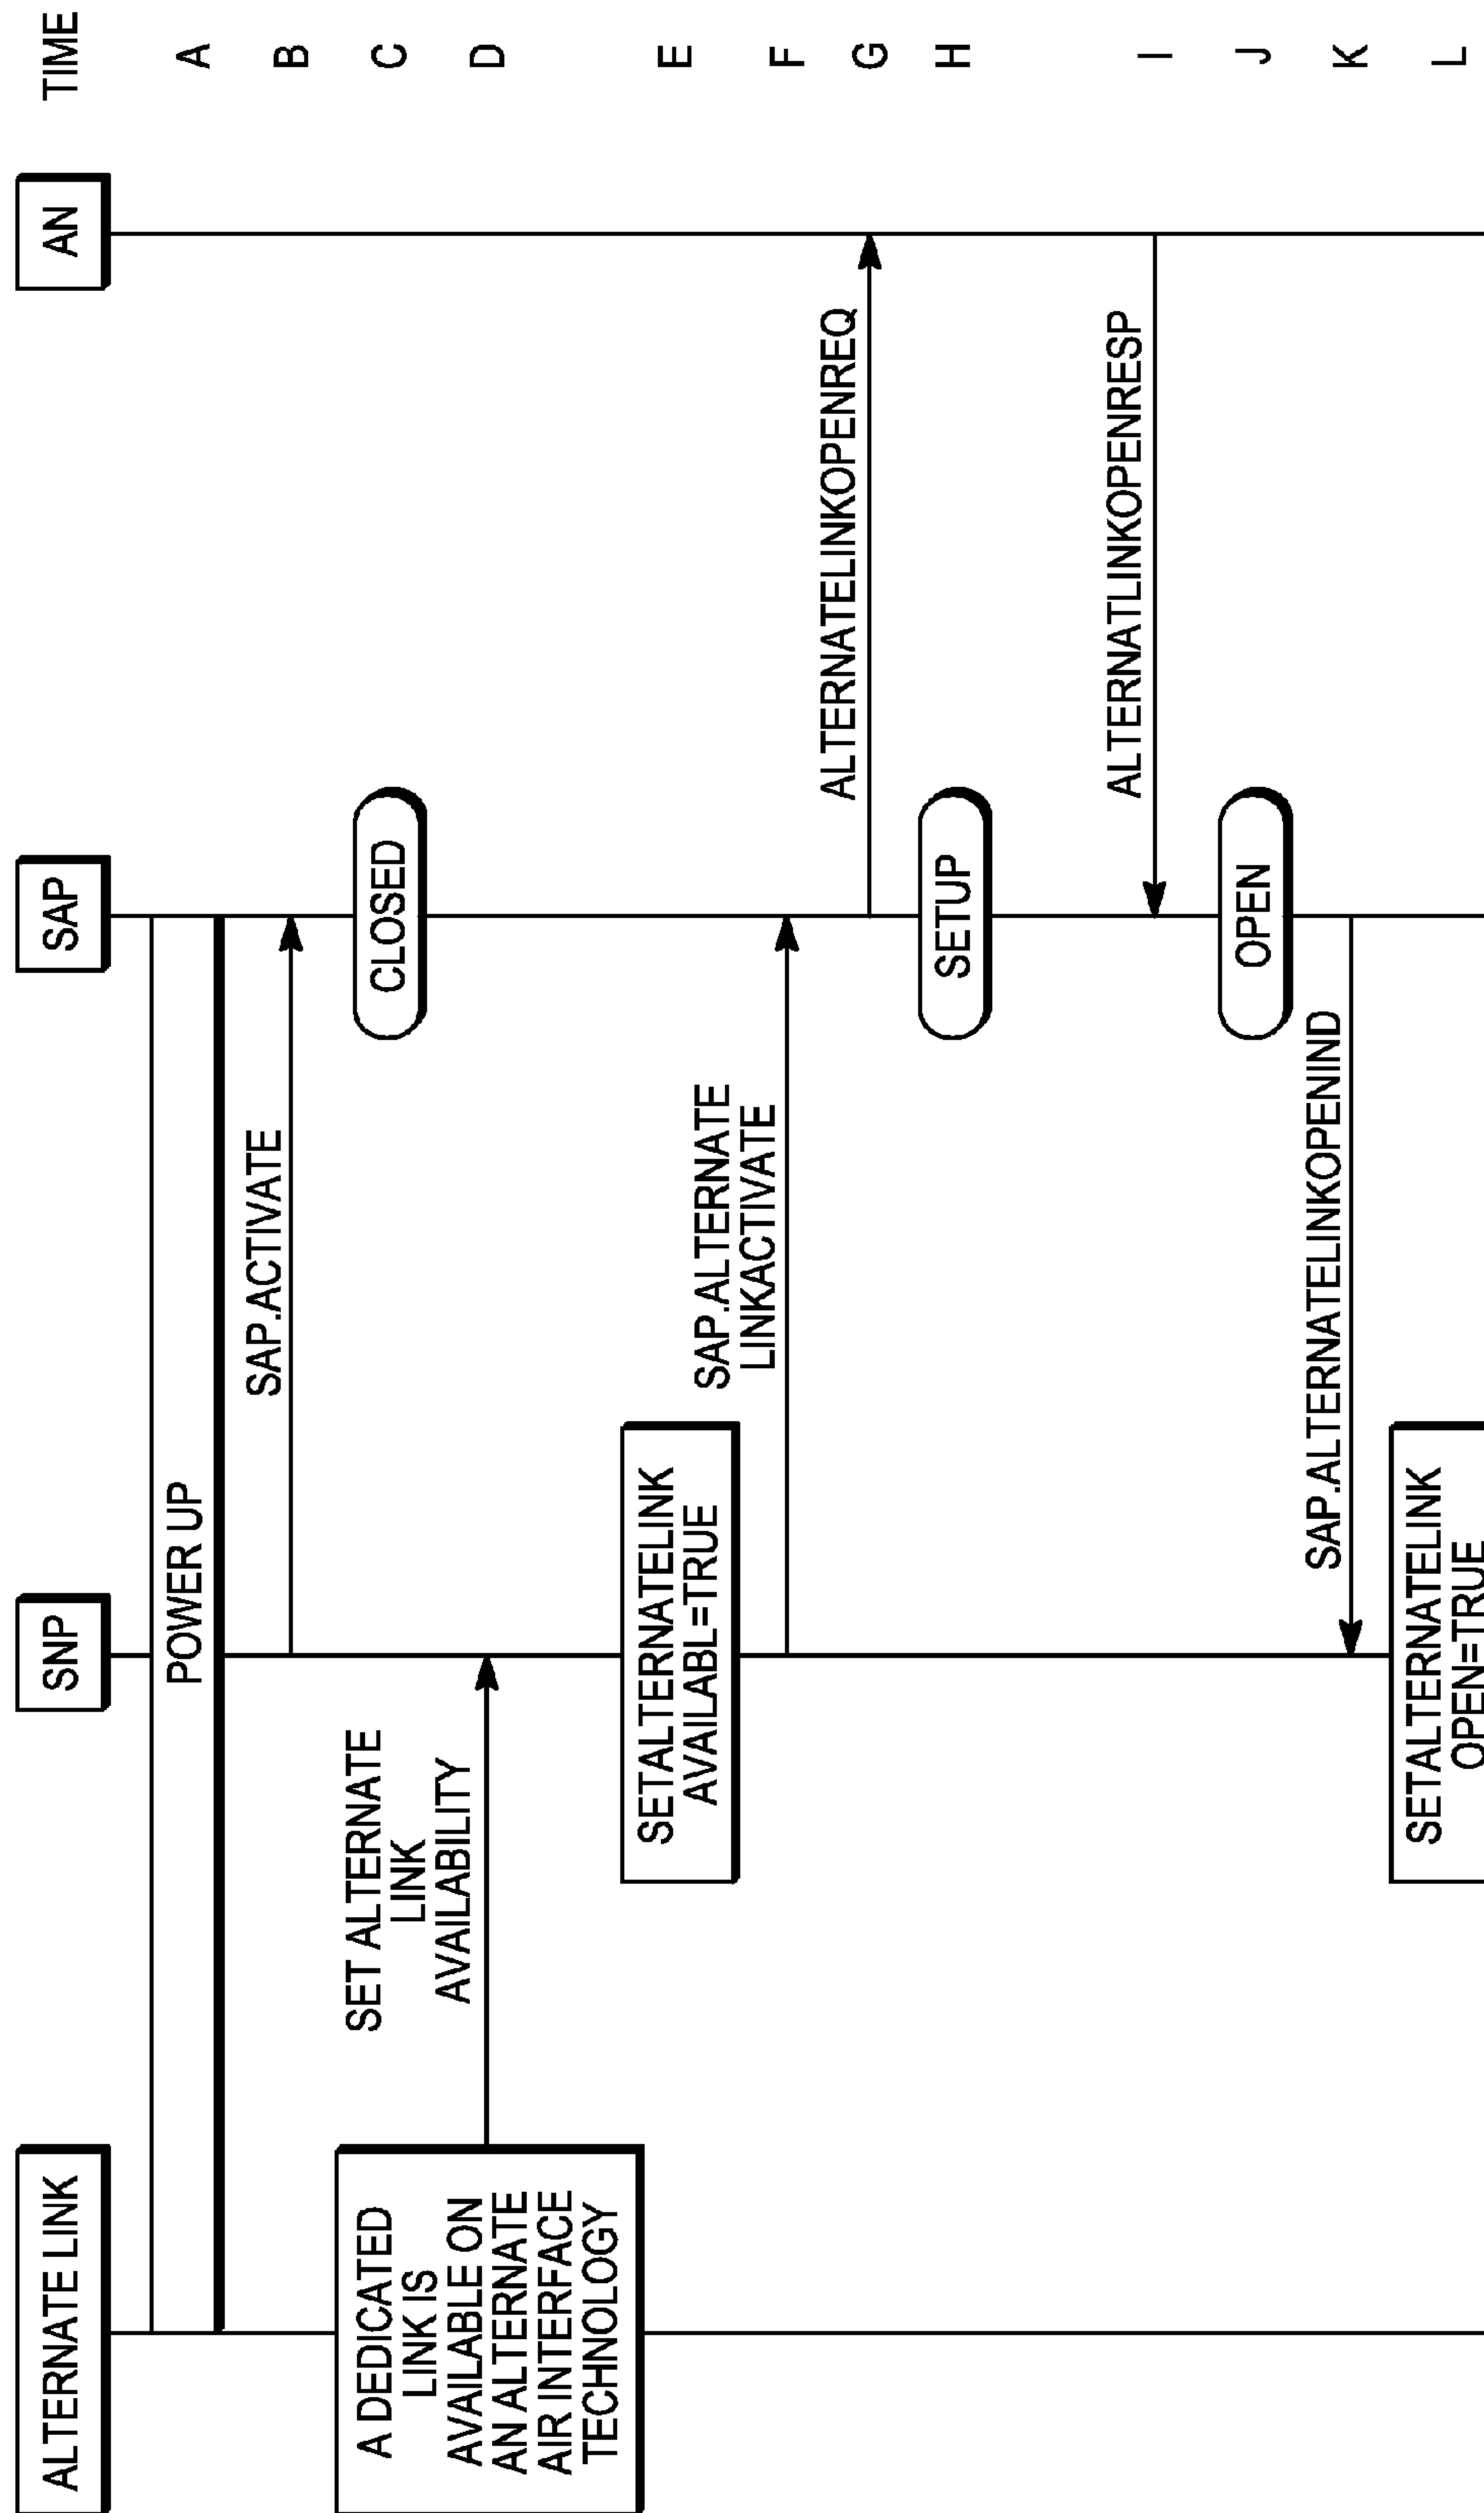 ALTERNATE LINK
SNP
SAP
AN
TIME
POWER UP
A
SAP.ACTIVATE
B
CLOSED
C
A DEDICATED
LINK IS
AVAILABLE ON
AN ALTERNATE
AIR INTERFACE
TECHNOLOGY
SET ALTERNATE
LINK
AVAILABILITY
D
SETALTERNATELINK
AVAILABL=TRUE
E
SAP.ALTERNATE
LINKACTIVATE
F
ALTERNATELINKOPENREQ
G
SETUP
H
ALTERNATLINKOPENRESP
I
OPEN
J
SAP.ALTERNATELINKOPENIND
K
SETALTERNATELINK
OPEN=TRUE
L